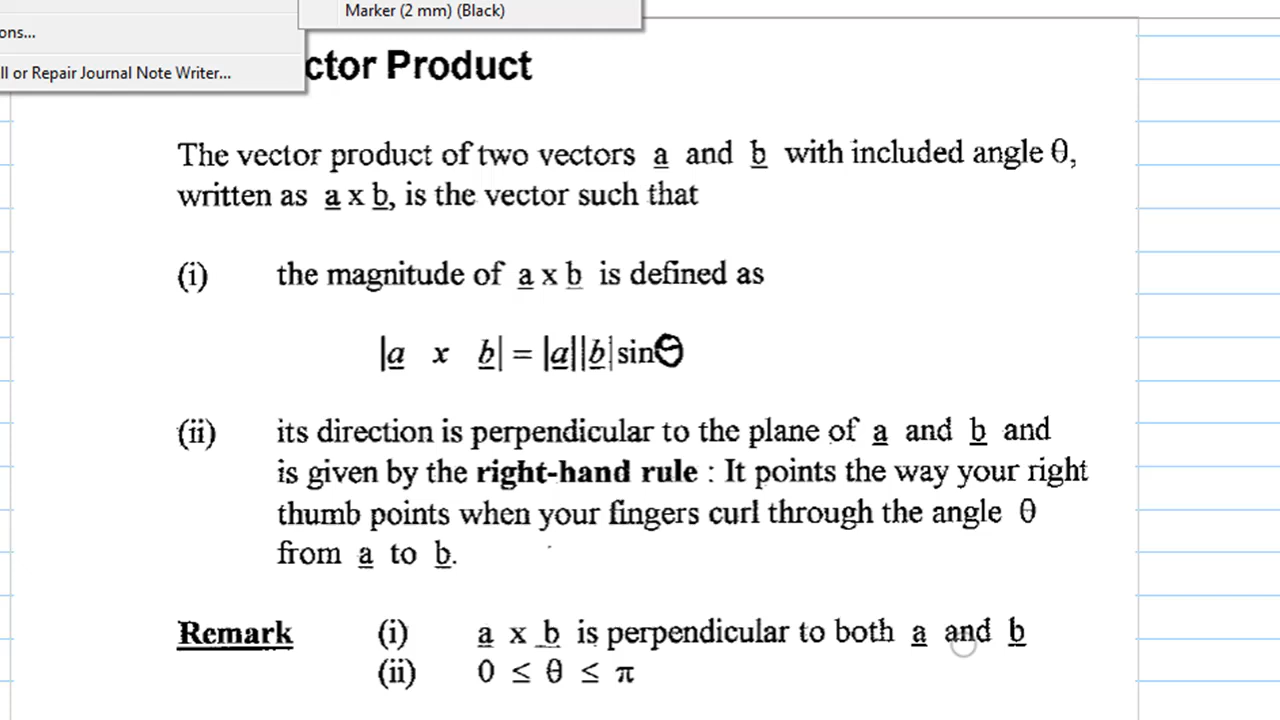 Marker (2 mm) (Black)
ons...
ll or Repair Journal Note Writer...
ctor Product
The vector product of two vectors a and b with included angle θ,
written as a x b, is the vector such that
(i) the magnitude of a x b is defined as
|a x b| = |a||b| sinθ
(ii) its direction is perpendicular to the plane of a and b and
is given by the right-hand rule : It points the way your right
thumb points when your fingers curl through the angle θ
from a to b.
Remark (i) a x b is perpendicular to both a and b
(ii) 0 ≤ θ ≤ π